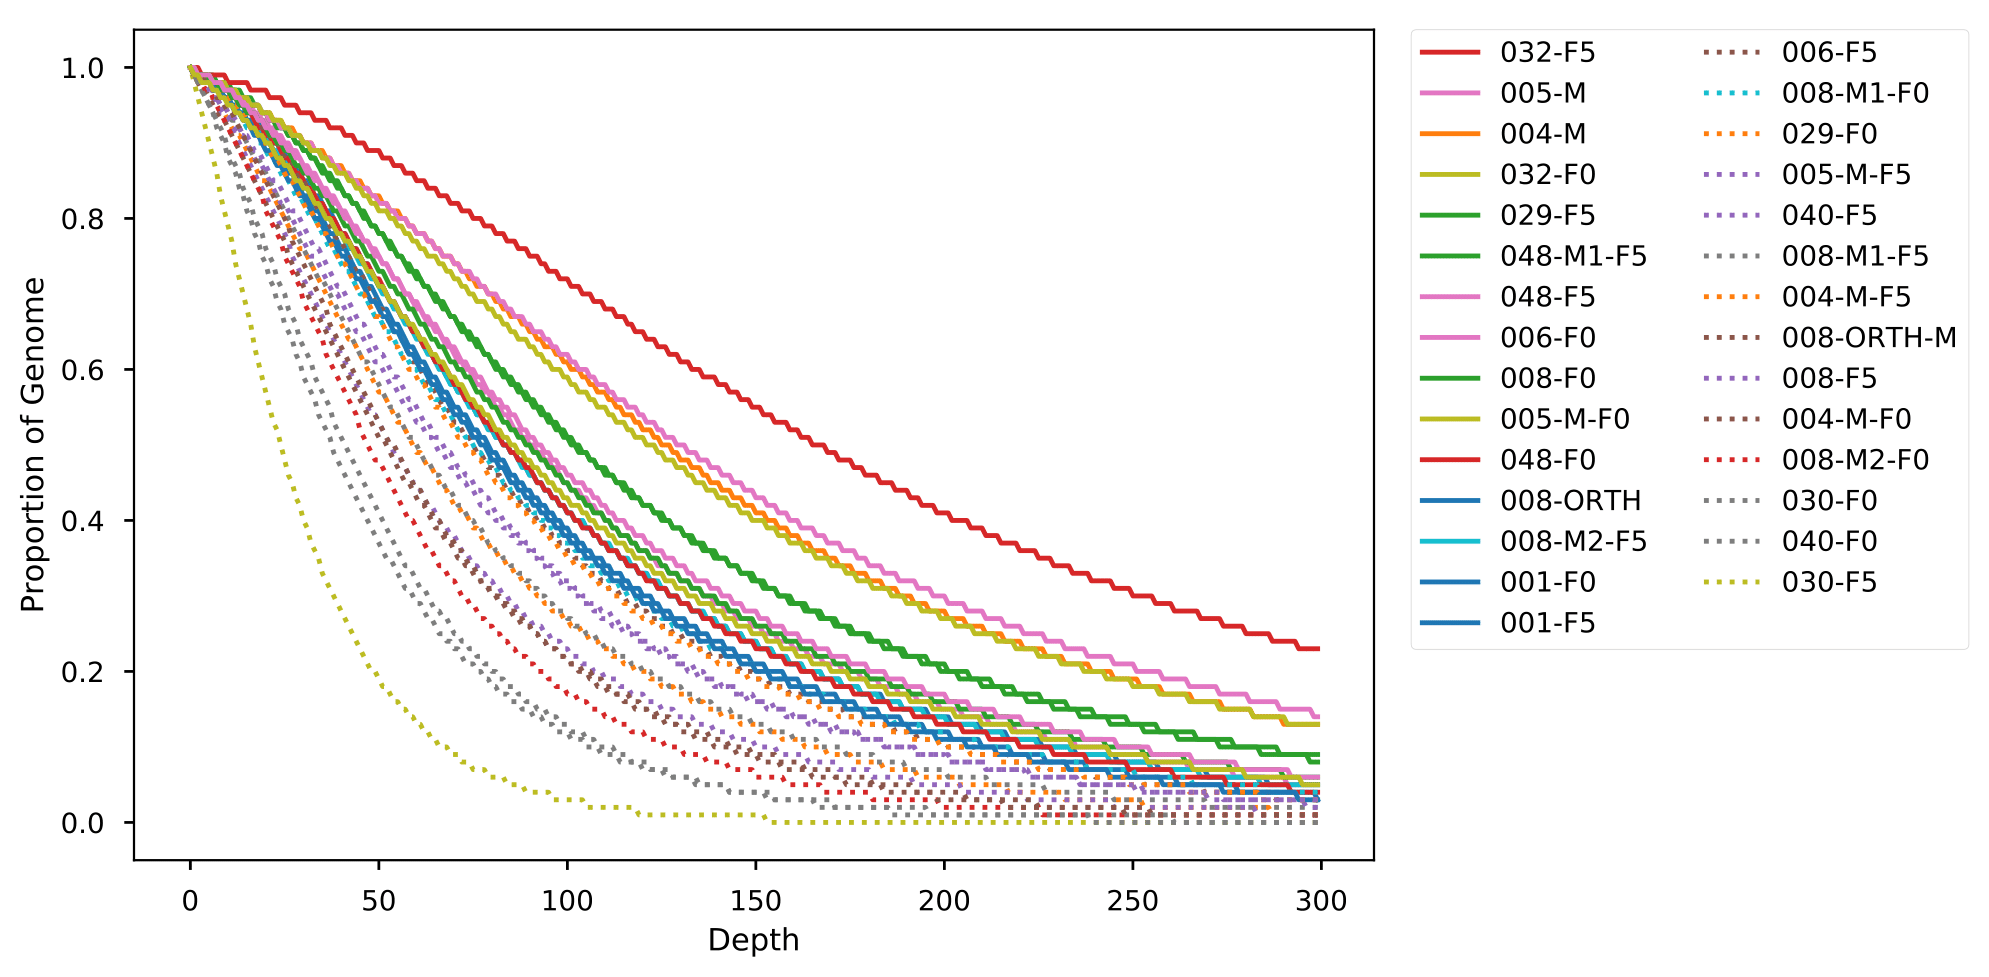 Proportion of Genome
1.0
0.8
0.6
0.4
0.2
0.0
0 50 100 150 200 250 300
Depth
032-F5
005-M
004-M
032-F0
029-F5
048-M1-F5
048-F5
006-F0
008-F0
005-M-F0
048-F0
008-ORTH
008-M2-F5
001-F0
001-F5
006-F5
008-M1-F0
029-F0
005-M-F5
040-F5
008-M1-F5
004-M-F5
008-ORTH-M
008-F5
004-M-F0
008-M2-F0
030-F0
040-F0
030-F5